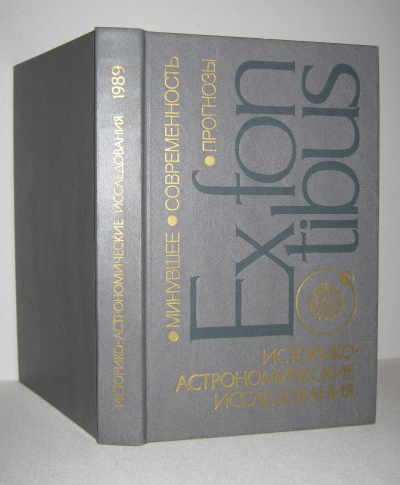 ИСТОРИКО-АСТРОНОМИЧЕСКИЕ ИССЛЕДОВАНИЯ 1989
• МИНУВШЕЕ • СОВРЕМЕННОСТЬ
• ПРОГНОЗЫ
Ex fon
tibus
ИСТОРИКО-
АСТРОНОМИЧЕСКИЕ
ИССЛЕДОВАНИЯ